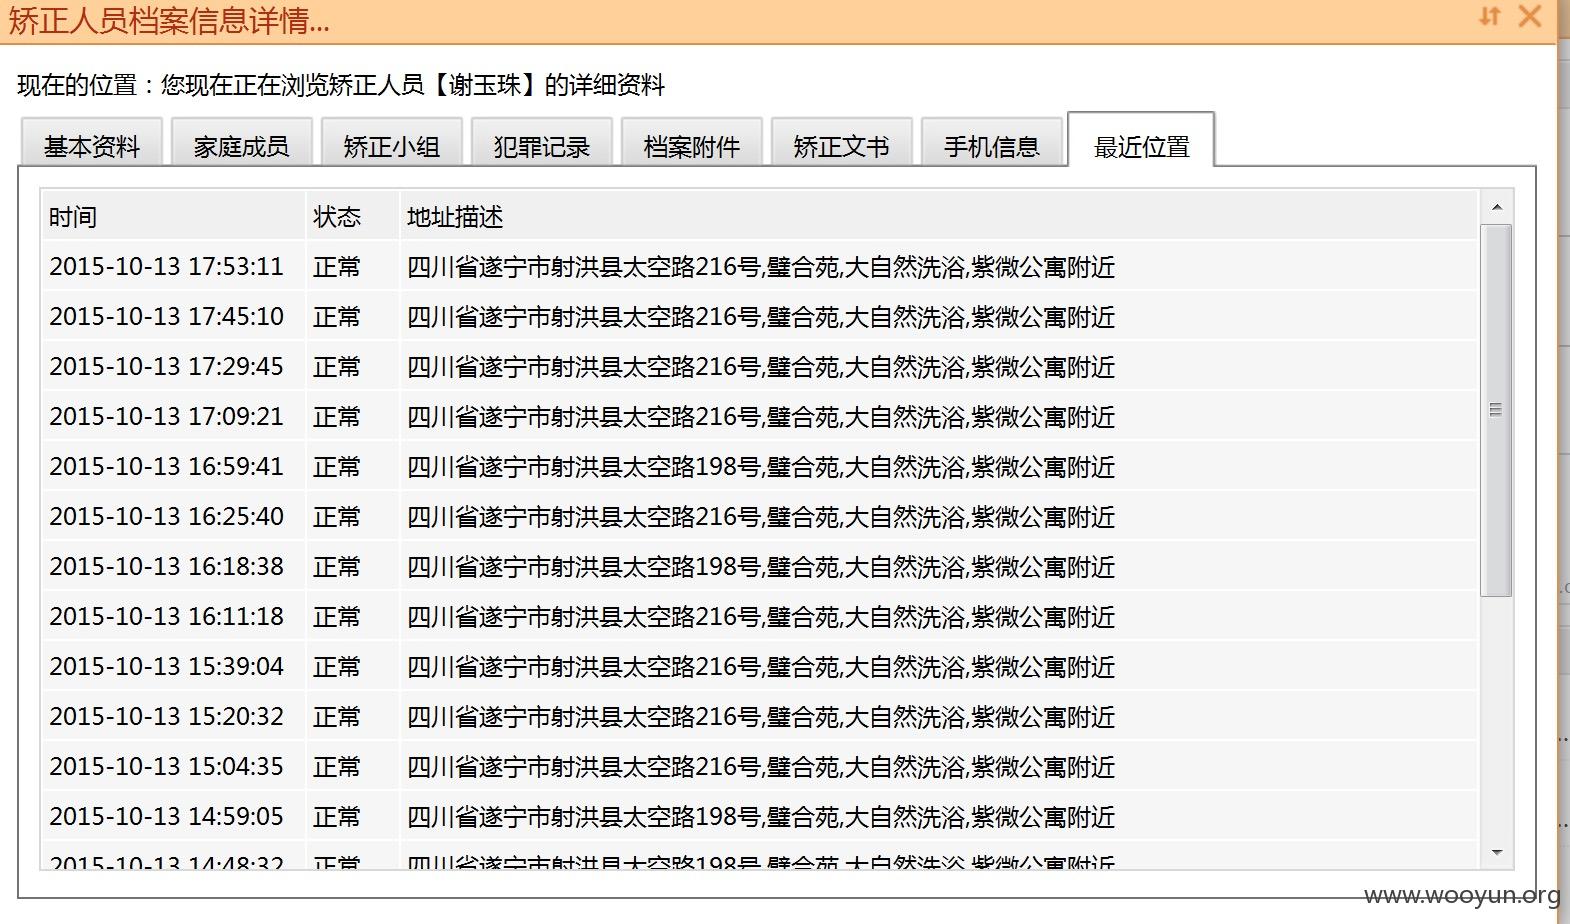 矫正人员档案信息详情...
现在的位置：您现在正在浏览矫正人员【谢玉珠】的详细资料
基本资料 家庭成员 矫正小组 犯罪记录 档案附件 矫正文书 手机信息 最近位置
时间 状态 地址描述
2015-10-13 17:53:11 正常 四川省遂宁市射洪县太空路216号,璧合苑,大自然洗浴,紫微公寓附近
2015-10-13 17:45:10 正常 四川省遂宁市射洪县太空路216号,璧合苑,大自然洗浴,紫微公寓附近
2015-10-13 17:29:45 正常 四川省遂宁市射洪县太空路216号,璧合苑,大自然洗浴,紫微公寓附近
2015-10-13 17:09:21 正常 四川省遂宁市射洪县太空路216号,璧合苑,大自然洗浴,紫微公寓附近
2015-10-13 16:59:41 正常 四川省遂宁市射洪县太空路198号,璧合苑,大自然洗浴,紫微公寓附近
2015-10-13 16:25:40 正常 四川省遂宁市射洪县太空路216号,璧合苑,大自然洗浴,紫微公寓附近
2015-10-13 16:18:38 正常 四川省遂宁市射洪县太空路198号,璧合苑,大自然洗浴,紫微公寓附近
2015-10-13 16:11:18 正常 四川省遂宁市射洪县太空路216号,璧合苑,大自然洗浴,紫微公寓附近
2015-10-13 15:39:04 正常 四川省遂宁市射洪县太空路216号,璧合苑,大自然洗浴,紫微公寓附近
2015-10-13 15:20:32 正常 四川省遂宁市射洪县太空路216号,璧合苑,大自然洗浴,紫微公寓附近
2015-10-13 15:04:35 正常 四川省遂宁市射洪县太空路216号,璧合苑,大自然洗浴,紫微公寓附近
2015-10-13 14:59:05 正常 四川省遂宁市射洪县太空路198号,璧合苑,大自然洗浴,紫微公寓附近
2015-10-13 14:48:32 正常 四川省遂宁市射洪县太空路198号,璧合苑,大自然洗浴,紫微公寓附近
www.wooyun.org